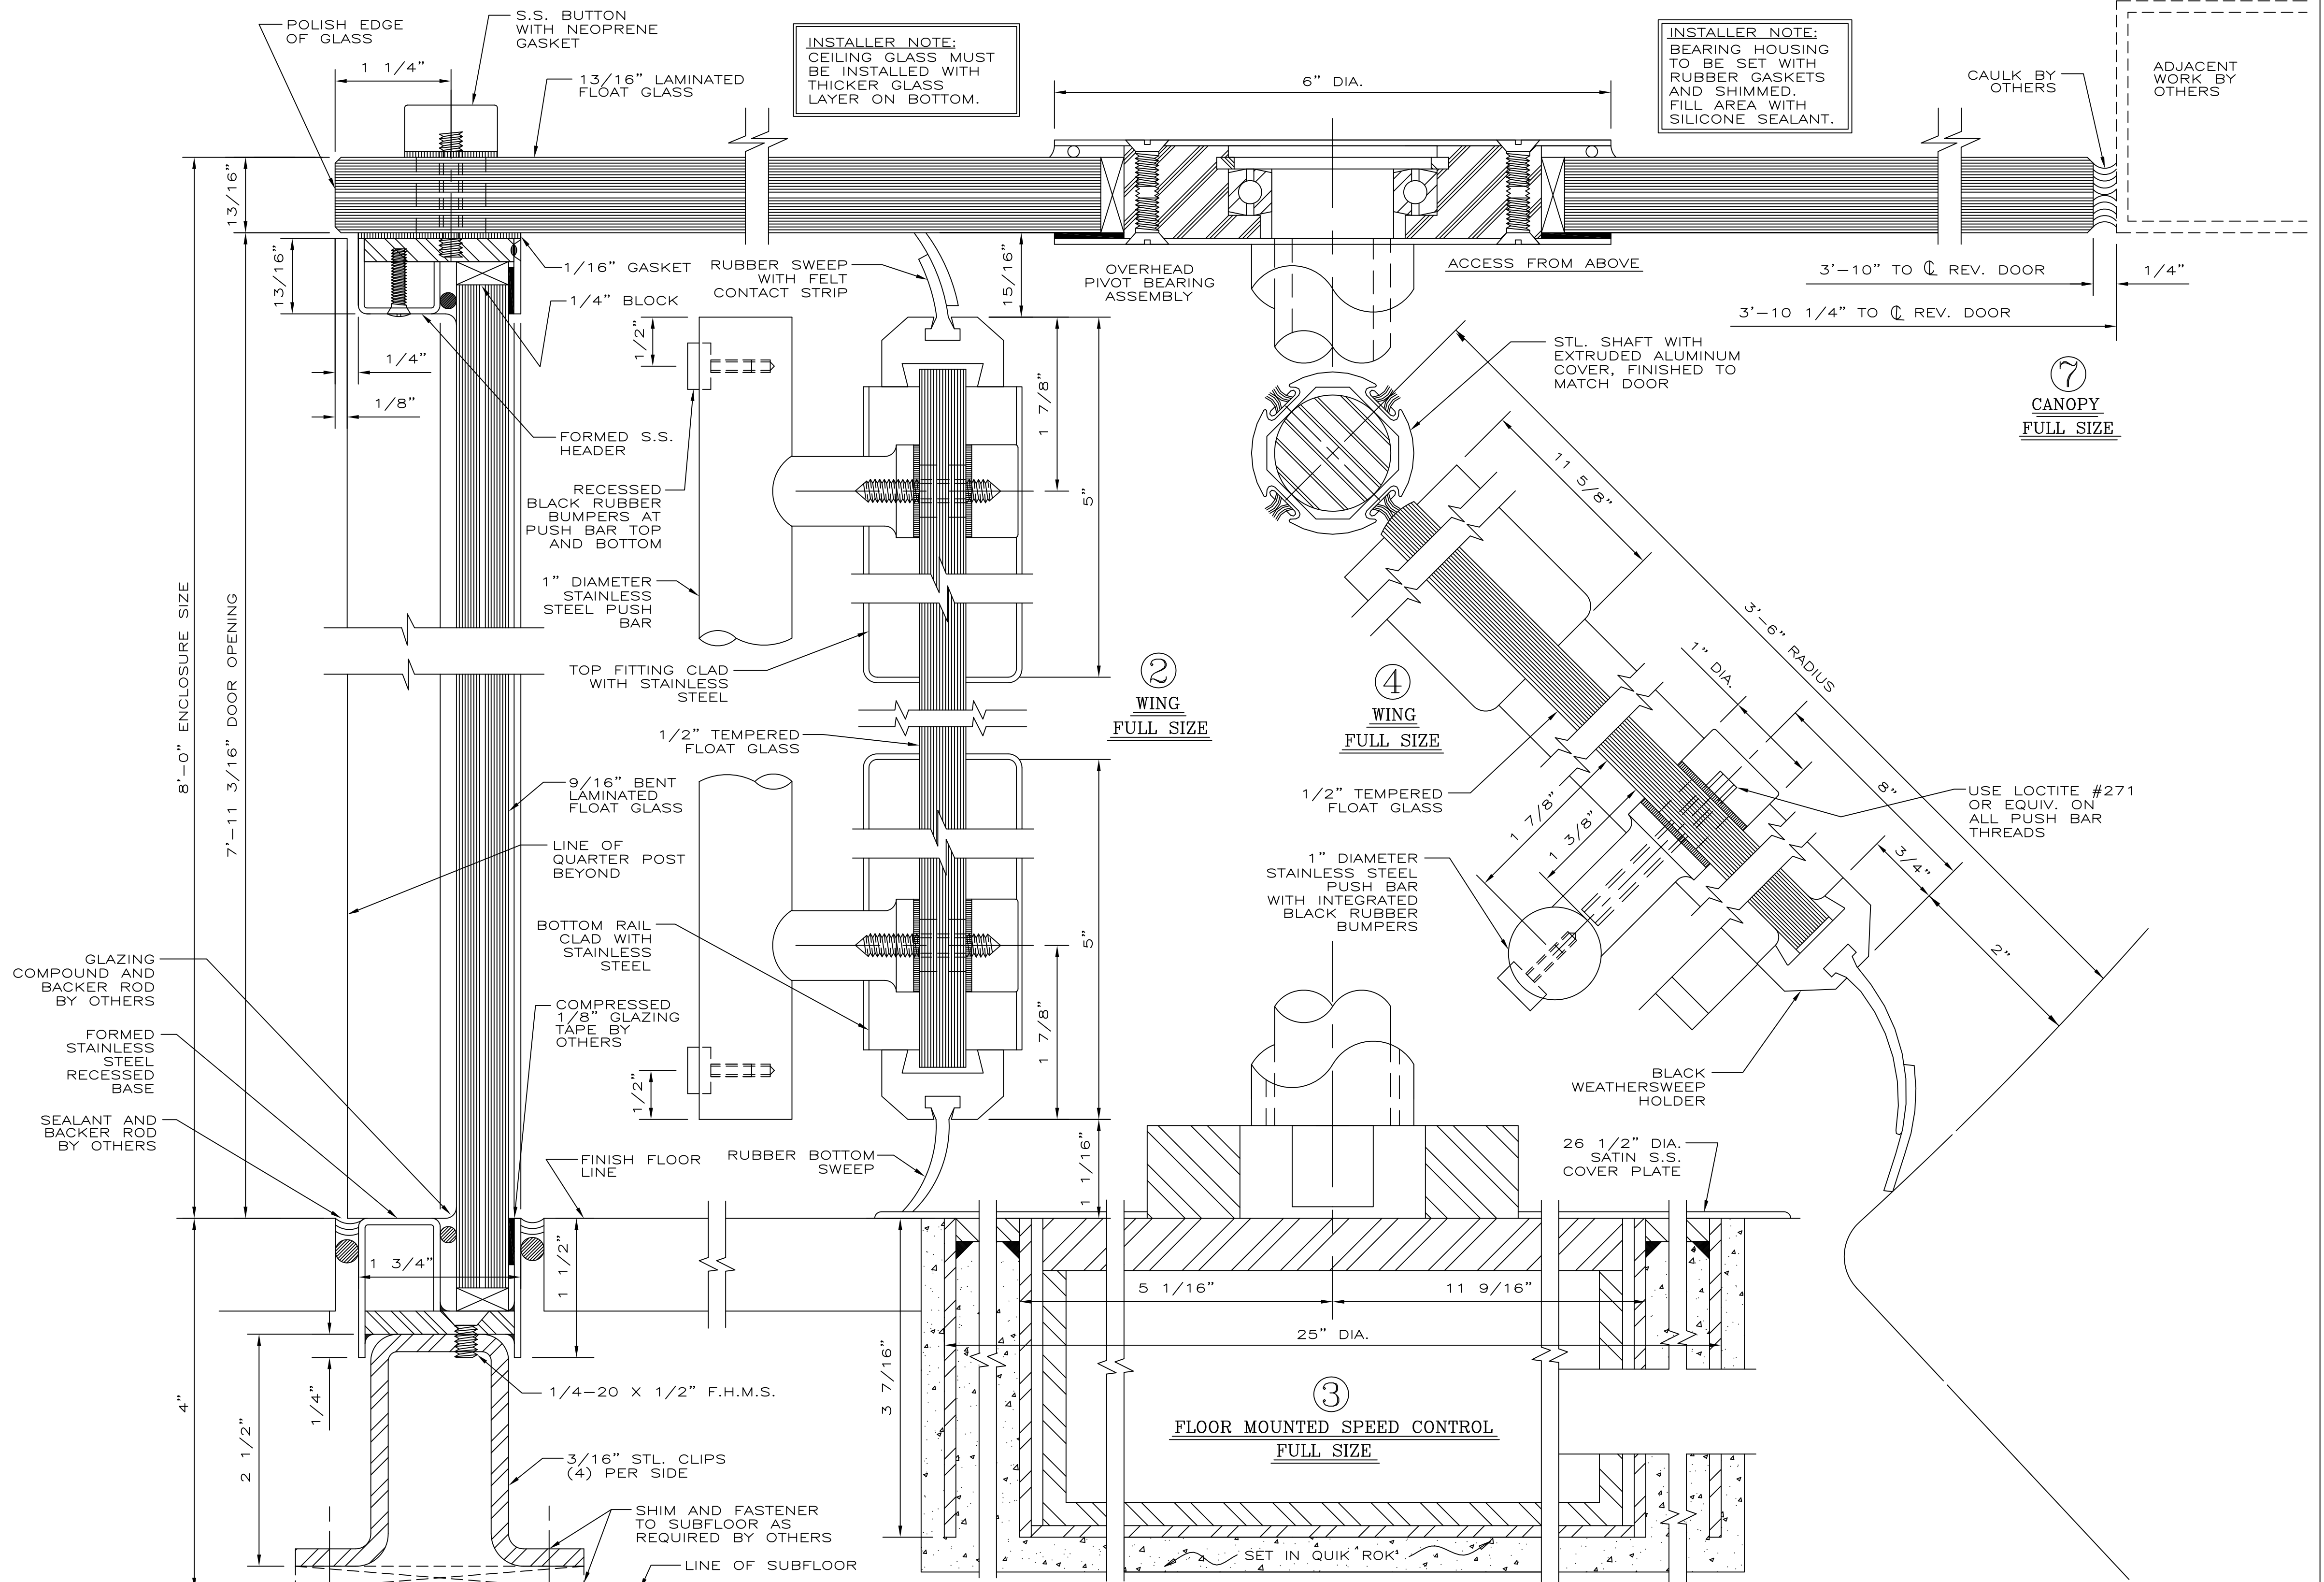 POLISH EDGE
OF GLASS
S.S. BUTTON
WITH NEOPRENE
GASKET
1 1/4”
13/16” LAMINATED
FLOAT GLASS
INSTALLER NOTE:
CEILING GLASS MUST
BE INSTALLED WITH
THICKER GLASS
LAYER ON BOTTOM.
6” DIA.
INSTALLER NOTE:
BEARING HOUSING
TO BE SET WITH
RUBBER GASKETS
AND SHIMMED.
FILL AREA WITH
SILICONE SEALANT.
CAULK BY
OTHERS
ADJACENT
WORK BY
OTHERS
13/16”
13/16”
1/16” GASKET
1/4” BLOCK
RUBBER SWEEP
WITH FELT
CONTACT STRIP
15/16”
OVERHEAD
PIVOT BEARING
ASSEMBLY
ACCESS FROM ABOVE
3’–10” TO ℄ REV. DOOR
1/4”
3’–10 1/4” TO ℄ REV. DOOR
1/4”
1/8”
1/2”
1 7/8”
5”
FORMED S.S.
HEADER
STL. SHAFT WITH
EXTRUDED ALUMINUM
COVER, FINISHED TO
MATCH DOOR
7
CANOPY
FULL SIZE
RECESSED
BLACK RUBBER
BUMPERS AT
PUSH BAR TOP
AND BOTTOM
11 5/8”
3’–6” RADIUS
8’–0” ENCLOSURE SIZE
7’–11 3/16” DOOR OPENING
1” DIAMETER
STAINLESS
STEEL PUSH
BAR
TOP FITTING CLAD
WITH STAINLESS
STEEL
2
WING
FULL SIZE
4
WING
FULL SIZE
1” DIA.
1/2” TEMPERED
FLOAT GLASS
9/16” BENT
LAMINATED
FLOAT GLASS
1/2” TEMPERED
FLOAT GLASS
1 7/8”
1 3/8”
8”
3/4”
2”
USE LOCTITE #271
OR EQUIV. ON
ALL PUSH BAR
THREADS
LINE OF
QUARTER POST
BEYOND
1” DIAMETER
STAINLESS STEEL
PUSH BAR
WITH INTEGRATED
BLACK RUBBER
BUMPERS
BOTTOM RAIL
CLAD WITH
STAINLESS
STEEL
5”
1 7/8”
1/2”
GLAZING
COMPOUND AND
BACKER ROD
BY OTHERS
COMPRESSED
1/8” GLAZING
TAPE BY
OTHERS
FORMED
STAINLESS
STEEL
RECESSED
BASE
BLACK
WEATHERSWEEP
HOLDER
SEALANT AND
BACKER ROD
BY OTHERS
FINISH FLOOR
LINE
RUBBER BOTTOM
SWEEP
1 1/16”
26 1/2” DIA.
SATIN S.S.
COVER PLATE
1 3/4”
1 1/2”
5 1/16”
11 9/16”
25” DIA.
3 7/16”
4”
2 1/2”
1/4”
1/4–20 X 1/2” F.H.M.S.
3
FLOOR MOUNTED SPEED CONTROL
FULL SIZE
3/16” STL. CLIPS
(4) PER SIDE
SHIM AND FASTENER
TO SUBFLOOR AS
REQUIRED BY OTHERS
LINE OF SUBFLOOR
SET IN QUIK ROK